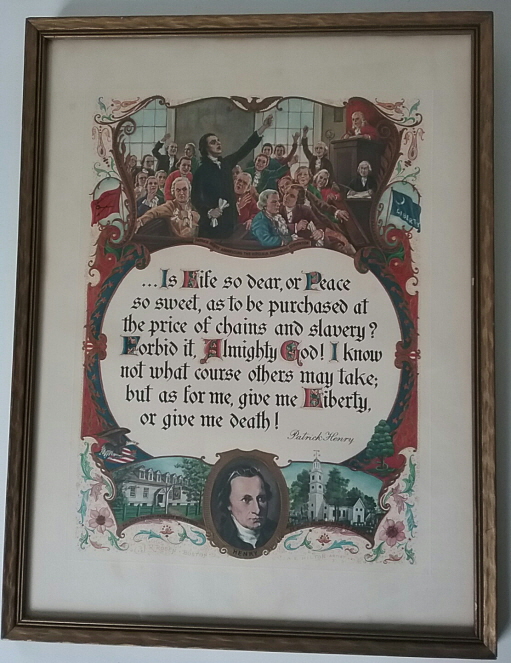 ...Is Life so dear, or Peace
so sweet, as to be purchased at
the price of chains and slavery?
Forbid it, Almighty God! I know
not what course others may take;
but as for me, give me Liberty,
or give me death!
Patrick Henry
HENRY